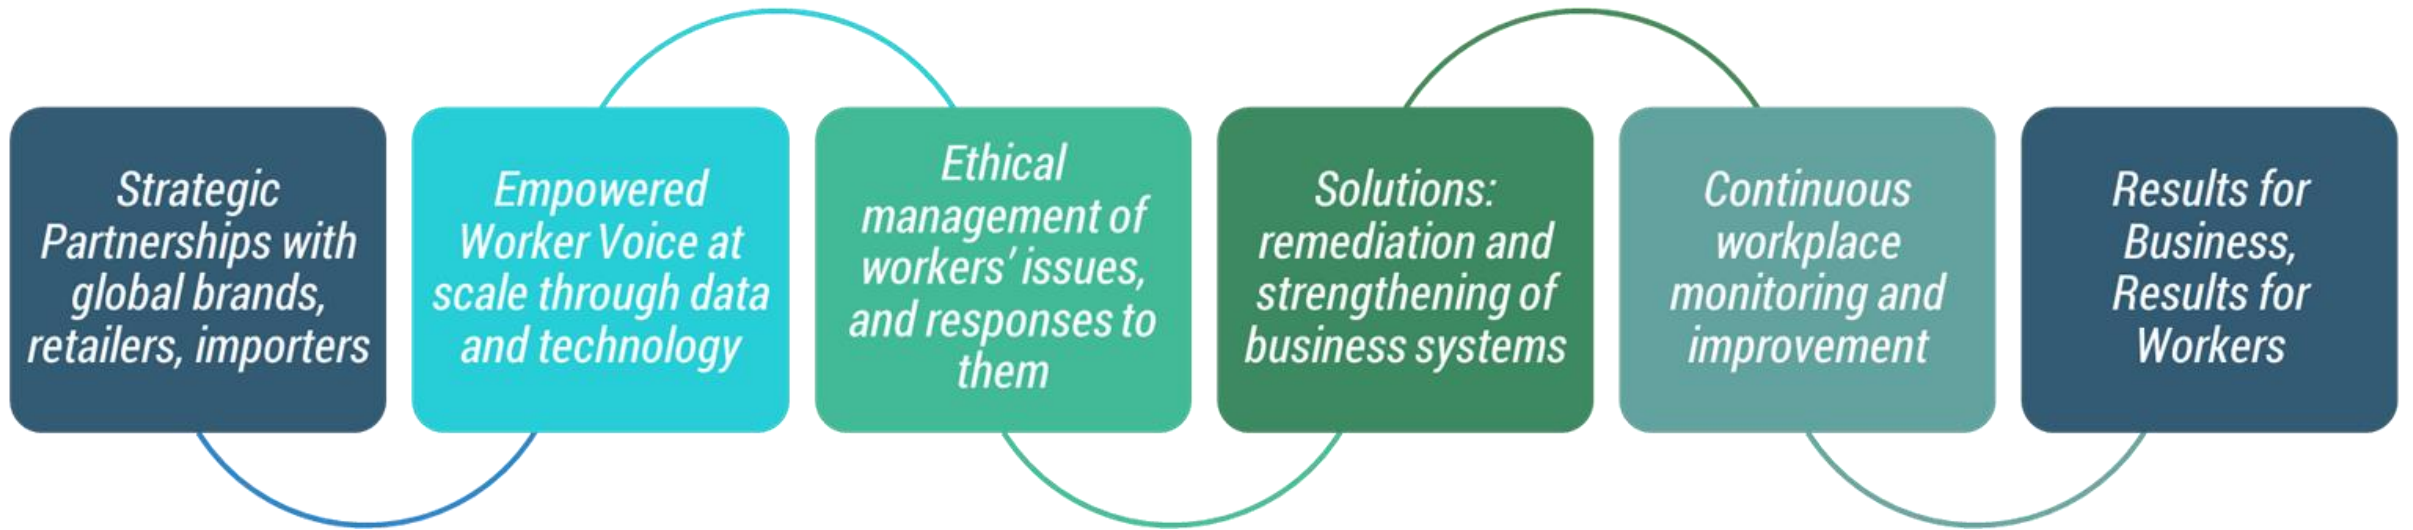 Strategic
Partnerships with
global brands,
retailers, importers
Empowered
Worker Voice at
scale through data
and technology
Ethical
management of
workers’ issues,
and responses to
them
Solutions:
remediation and
strengthening of
business systems
Continuous
workplace
monitoring and
improvement
Results for
Business,
Results for
Workers